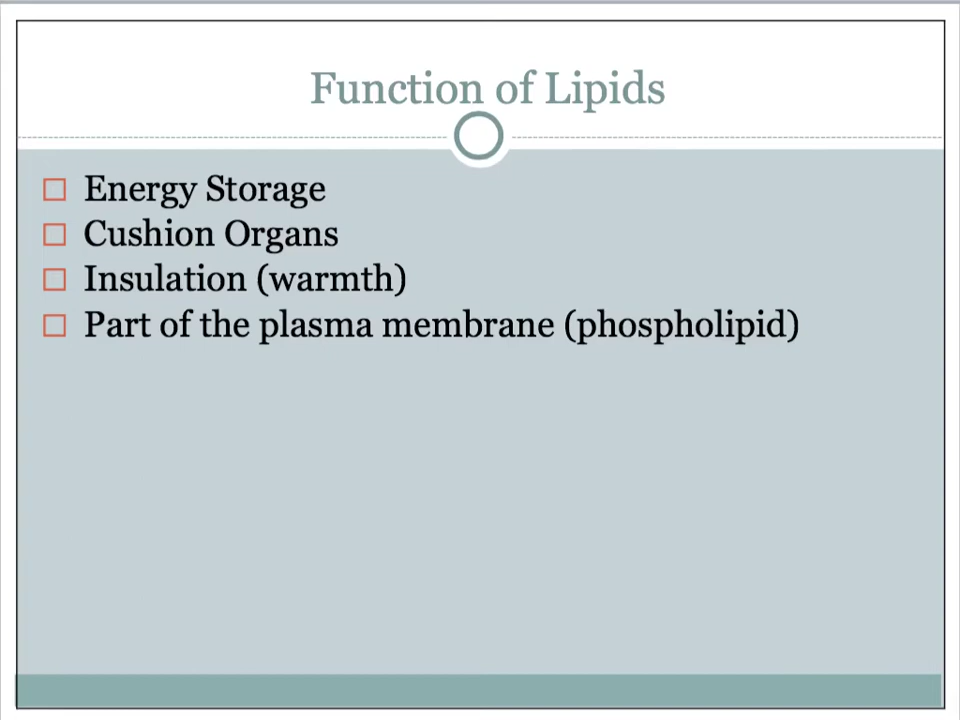 Function of Lipids
Energy Storage
Cushion Organs
Insulation (warmth)
Part of the plasma membrane (phospholipid)